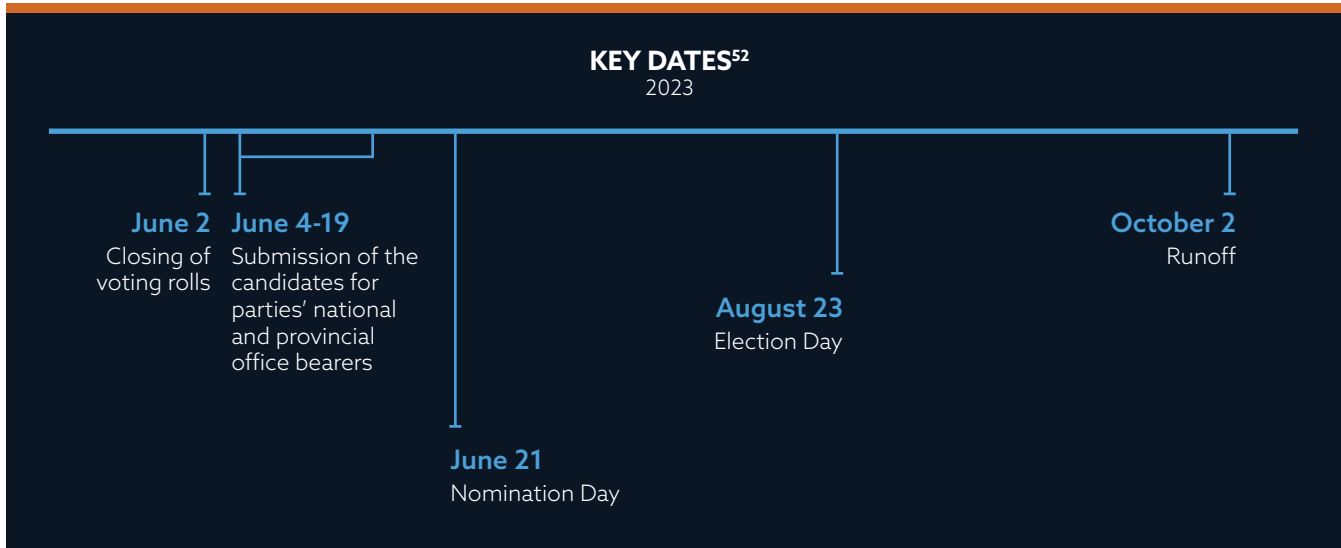 KEY DATES⁵²
2023
June 2
Closing of
voting rolls
June 4-19
Submission of the
candidates for
parties’ national
and provincial
office bearers
June 21
Nomination Day
August 23
Election Day
October 2
Runoff